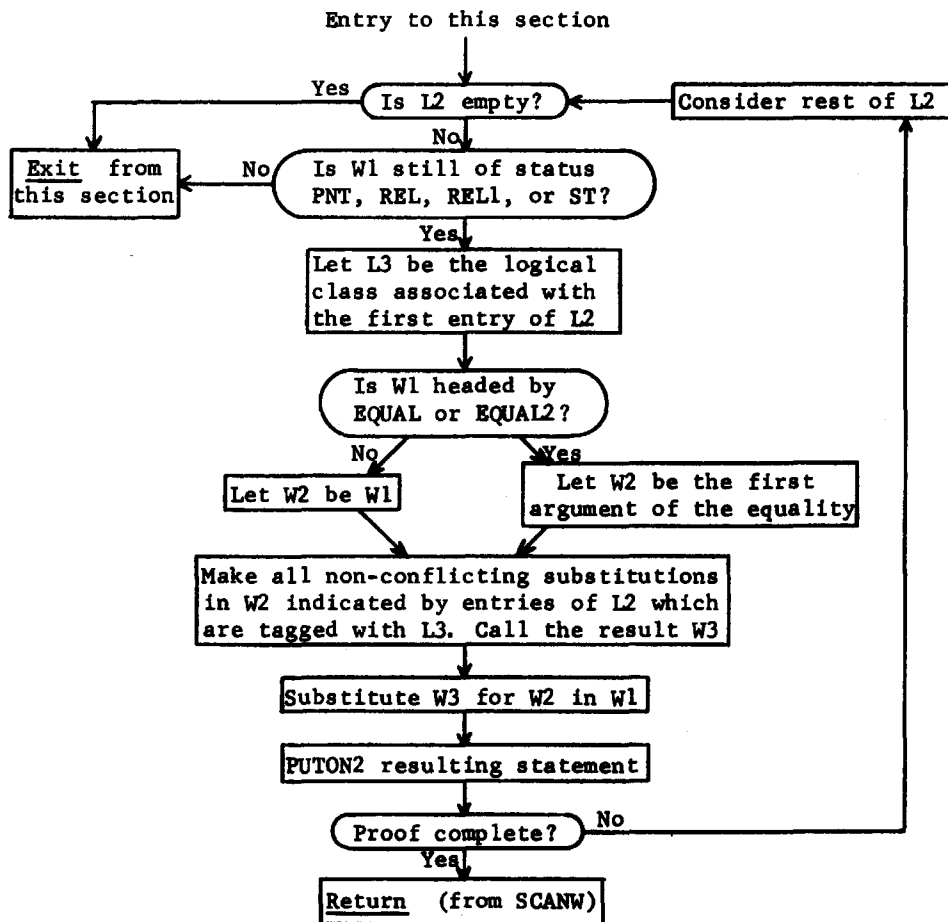 Entry to this section
Yes
Is L2 empty?
Consider rest of L2
No
Exit from
this section
No
Is W1 still of status
PNT, REL, REL1, or ST?
Yes
Let L3 be the logical
class associated with
the first entry of L2
Is W1 headed by
EQUAL or EQUAL2?
No
Yes
Let W2 be W1
Let W2 be the first
argument of the equality
Make all non-conflicting substitutions
in W2 indicated by entries of L2 which
are tagged with L3. Call the result W3
Substitute W3 for W2 in W1
PUTON2 resulting statement
Proof complete?
No
Yes
Return (from SCANW)